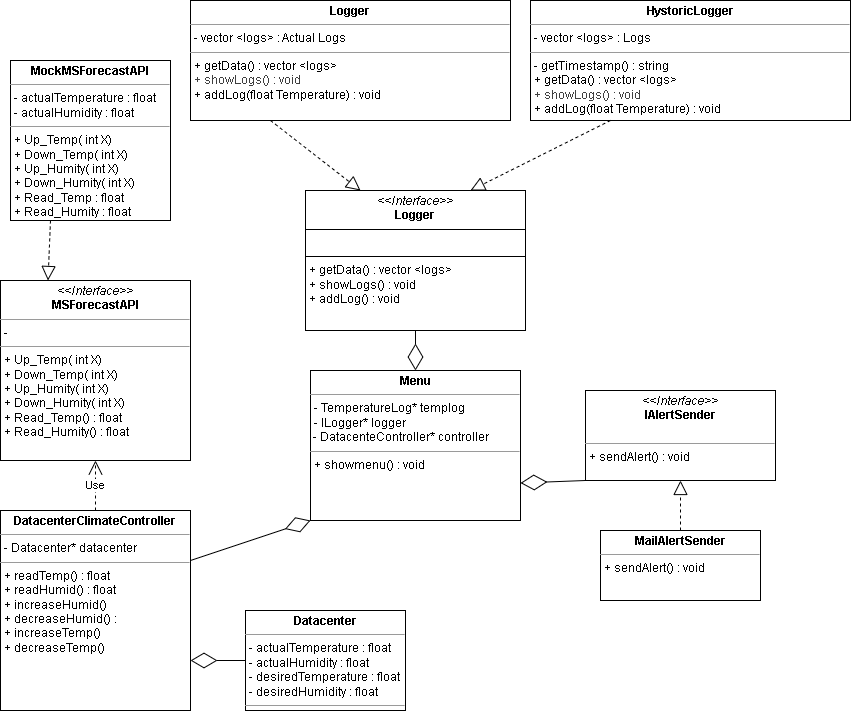 Logger
- vector <logs> : Actual Logs
+ getData() : vector <logs>
+ showLogs() : void
+ addLog(float Temperature) : void
HystoricLogger
- vector <logs> : Logs
- getTimestamp() : string
+ getData() : vector <logs>
+ showLogs() : void
+ addLog(float Temperature) : void
MockMSForecastAPI
- actualTemperature : float
- actualHumidity : float
+ Up_Temp( int X)
+ Down_Temp( int X)
+ Up_Humity( int X)
+ Down_Humity( int X)
+ Read_Temp : float
+ Read_Humity : float
<<Interface>>
Logger
+ getData() : vector <logs>
+ showLogs() : void
+ addLog() : void
<<Interface>>
MSForecastAPI
-
+ Up_Temp( int X)
+ Down_Temp( int X)
+ Up_Humity( int X)
+ Down_Humity( int X)
+ Read_Temp() : float
+ Read_Humity() : float
Menu
- TemperatureLog* templog
- ILogger* logger
- DatacenteController* controller
+ showmenu() : void
<<Interface>>
IAlertSender
+ sendAlert() : void
Use
DatacenterClimateController
- Datacenter* datacenter
+ readTemp() : float
+ readHumid() : float
+ increaseHumid()
+ decreaseHumid() :
+ increaseTemp()
+ decreaseTemp()
MailAlertSender
+ sendAlert() : void
Datacenter
- actualTemperature : float
- actualHumidity : float
- desiredTemperature : float
- desiredHumidity : float